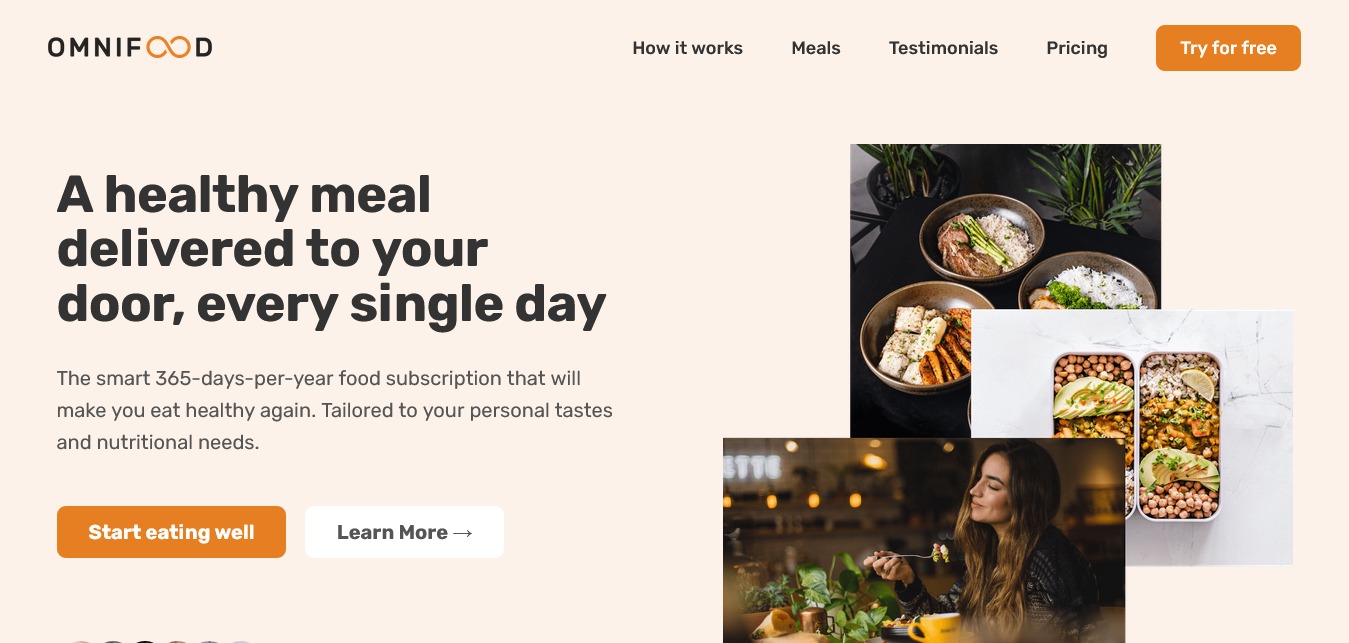 OMNIFOOD
How it works Meals Testimonials Pricing Try for free
A healthy meal
delivered to your
door, every single day
The smart 365-days-per-year food subscription that will
make you eat healthy again. Tailored to your personal tastes
and nutritional needs.
Start eating well Learn More →
ETTE